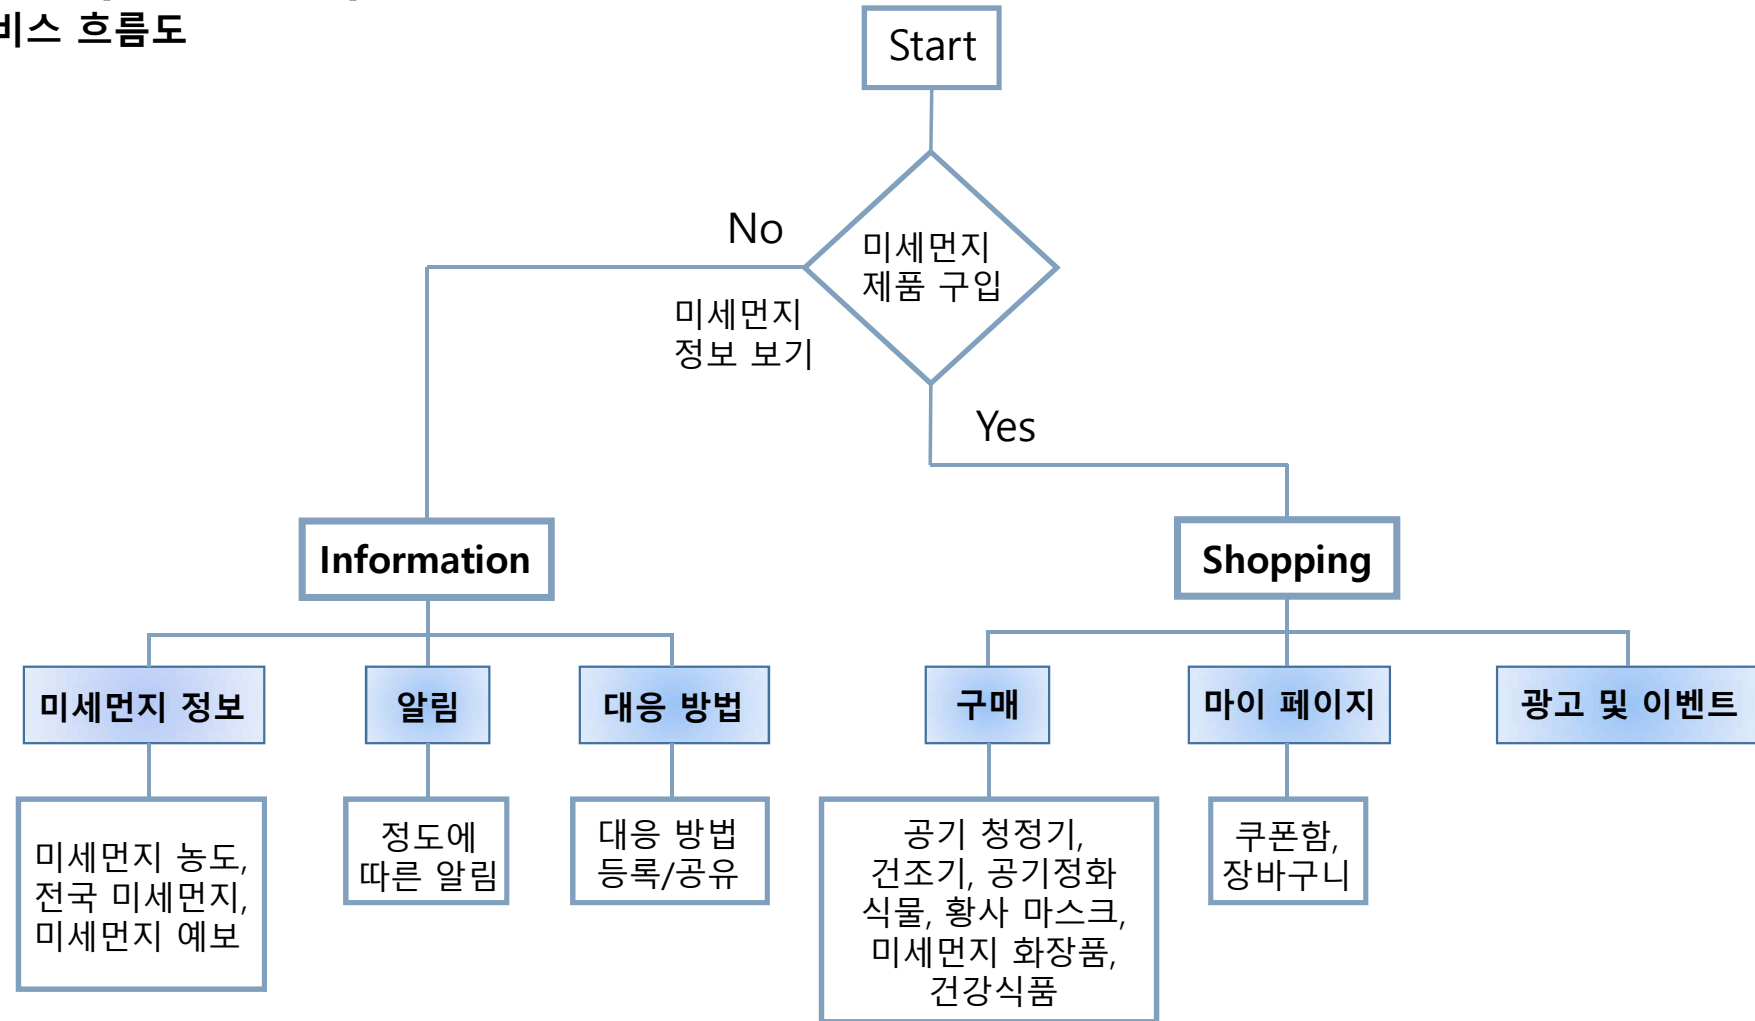 흐름도
Start
No
미세먼지
제품 구입
미세먼지
정보 보기
Yes
Information
Shopping
미세먼지 정보
알림
대응 방법
구매
마이 페이지
광고 및 이벤트
미세먼지 농도,
전국 미세먼지,
미세먼지 예보
정도에
따른 알림
대응 방법
등록/공유
공기 청정기,
건조기, 공기정화
식물, 황사 마스크,
미세먼지 화장품,
건강식품
쿠폰함,
장바구니